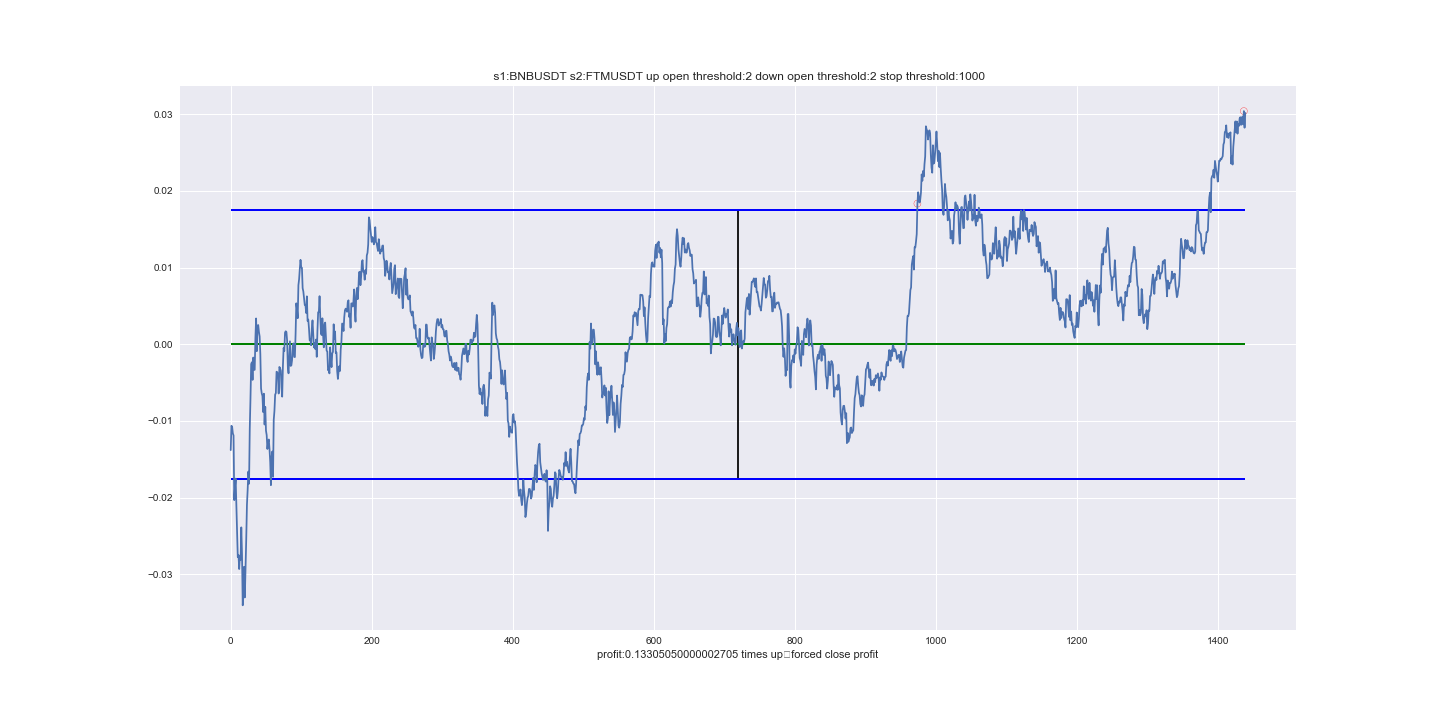 s1:BNBUSDT s2:FTMUSDT up open threshold:2 down open threshold:2 stop threshold:1000
0.03
0.02
0.01
0.00
−0.01
−0.02
−0.03
0 200 400 600 800 1000 1200 1400
profit:0.13305050000002705 times up□forced close profit